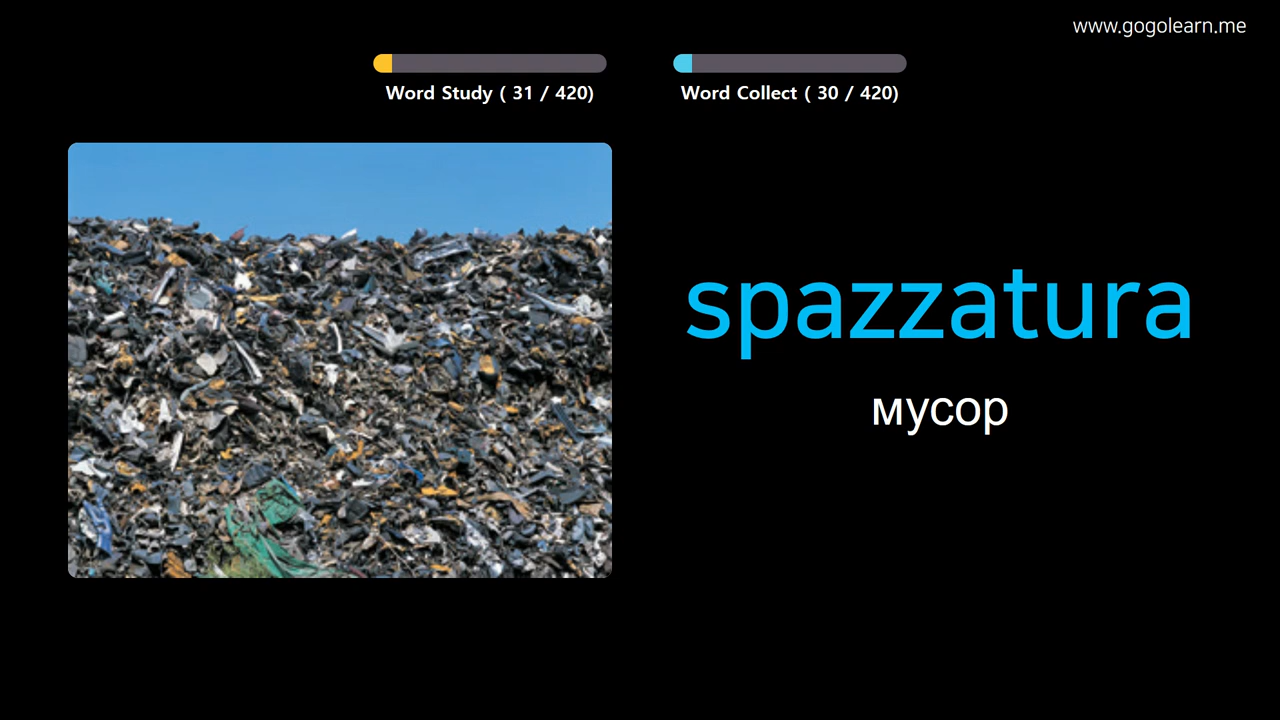 www.gogolearn.me
Word Study ( 31 / 420)
Word Collect ( 30 / 420)
spazzatura
мусор